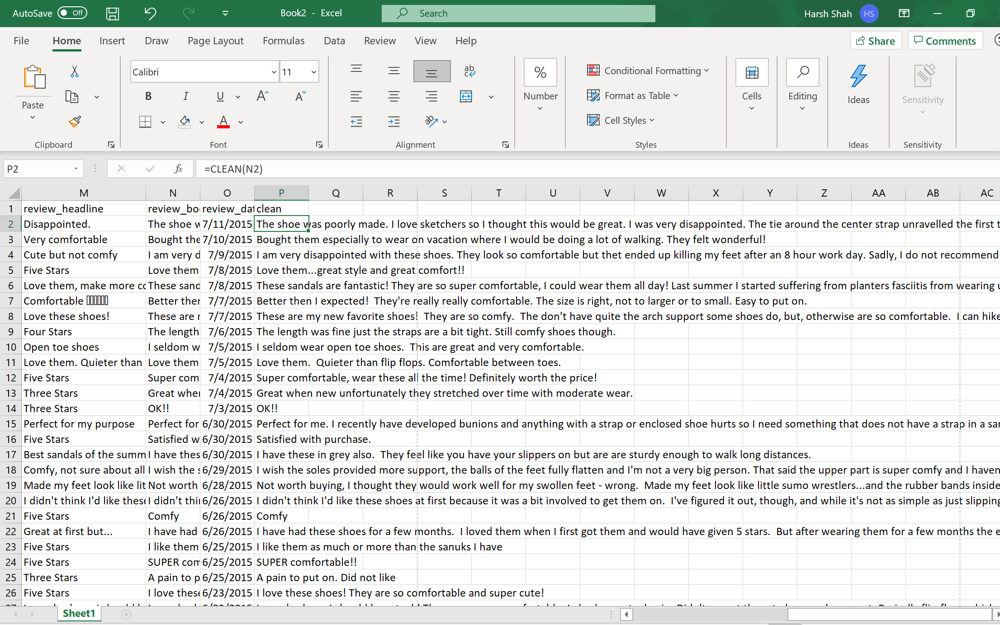 AutoSave Off Book2 - Excel Search Harsh Shah HS
File Home Insert Draw Page Layout Formulas Data Review View Help Share Comments
Paste
Calibri 11
B I U A A
A
ab
c
%
Number
Conditional Formatting
Format as Table
Cell Styles
Cells
Editing
Ideas
Sensitivity
Clipboard Font Alignment Styles Ideas Sensitivity
P2 fx =CLEAN(N2)
M N O P Q R S T U V W X Y Z AA AB AC
1 review_headline review_bo review_dat clean
2 Disappointed. The shoe w 7/11/2015 The shoe was poorly made. I love sketchers so I thought this would be great. I was very disappointed. The tie around the center strap unravelled the first t
3 Very comfortable Bought the 7/10/2015 Bought them especially to wear on vacation where I would be doing a lot of walking. They felt wonderful!
4 Cute but not comfy I am very d 7/9/2015 I am very disappointed with these shoes. They look so comfortable but thet ended up killing my feet after an 8 hour work day. Sadly, I do not recommend
5 Five Stars Love them 7/8/2015 Love them...great style and great comfort!!
6 Love them, make more co These sand 7/8/2015 These sandals are fantastic! They are so super comfortable, I could wear them all day! Last summer I started suffering from planters fasciitis from wearing
7 Comfortable Better then 7/7/2015 Better then I expected!  They're really really comfortable. The size is right, not to larger or to small. Easy to put on.
8 Love these shoes! These are 7/7/2015 These are my new favorite shoes!  They are so comfy.  The don't have quite the arch support some shoes do, but, otherwise are so comfortable.  I can hike
9 Four Stars The length 7/6/2015 The length was fine just the straps are a bit tight. Still comfy shoes though.
10 Open toe shoes I seldom w 7/5/2015 I seldom wear open toe shoes.  This are great and very comfortable.
11 Love them. Quieter than Love them 7/5/2015 Love them.  Quieter than flip flops. Comfortable between toes.
12 Five Stars Super com 7/4/2015 Super comfortable, wear these all the time! Definitely worth the price!
13 Three Stars Great when 7/4/2015 Great when new unfortunately they stretched over time with moderate wear.
14 Three Stars OK!! 7/3/2015 OK!!
15 Perfect for my purpose Perfect for 6/30/2015 Perfect for me. I recently have developed bunions and anything with a strap or enclosed shoe hurts so I need something that does not have a strap in a sa
16 Five Stars Satisfied w 6/30/2015 Satisfied with purchase.
17 Best sandals of the summ I have thes 6/30/2015 I have these in grey also.  They feel like you have your slippers on but are are sturdy enough to walk long distances.
18 Comfy, not sure about all I wish the s 6/29/2015 I wish the soles provided more support, the balls of the feet fully flatten and I'm not a very big person. That said the upper part is super comfy and I haven
19 Made my feet look like lit Not worth 6/28/2015 Not worth buying, I thought they would work well for my swollen feet - wrong.  Made my feet look like little sumo wrestlers...and the rubber bands inside
20 I didn't think I'd like these I didn't thi 6/26/2015 I didn't think I'd like these shoes at first because it was a bit involved to get them on.  I've figured it out, though, and while it's not as simple as just slipping
21 Five Stars Comfy 6/26/2015 Comfy
22 Great at first but... I have had 6/26/2015 I have had these shoes for a few months.  I loved them when I first got them and would have given 5 stars.  But after wearing them for a few months the e
23 Five Stars I like them 6/25/2015 I like them as much or more than the sanuks I have
24 Five Stars SUPER com 6/25/2015 SUPER comfortable!!
25 Three Stars A pain to p 6/25/2015 A pain to put on. Did not like
26 Five Stars I love these 6/23/2015 I love these shoes! They are so comfortable and super cute!
Sheet1